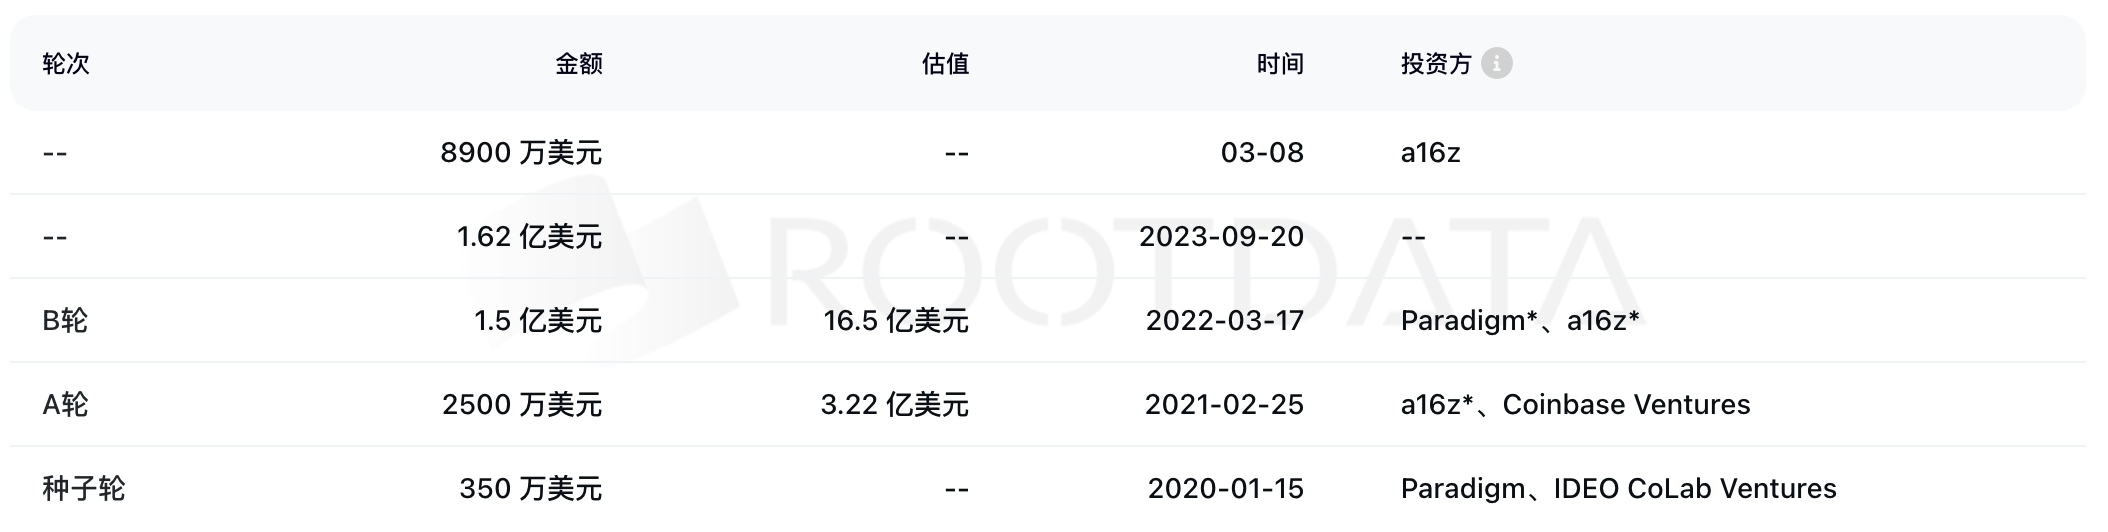 轮次 金额 估值 时间 投资方
-- 8900 万美元 -- 03-08 a16z
-- 1.62 亿美元 -- 2023-09-20 --
B轮 1.5 亿美元 16.5 亿美元 2022-03-17 Paradigm*、a16z*
A轮 2500 万美元 3.22 亿美元 2021-02-25 a16z*、Coinbase Ventures
种子轮 350 万美元 -- 2020-01-15 Paradigm、IDEO CoLab Ventures
ROOTDATA